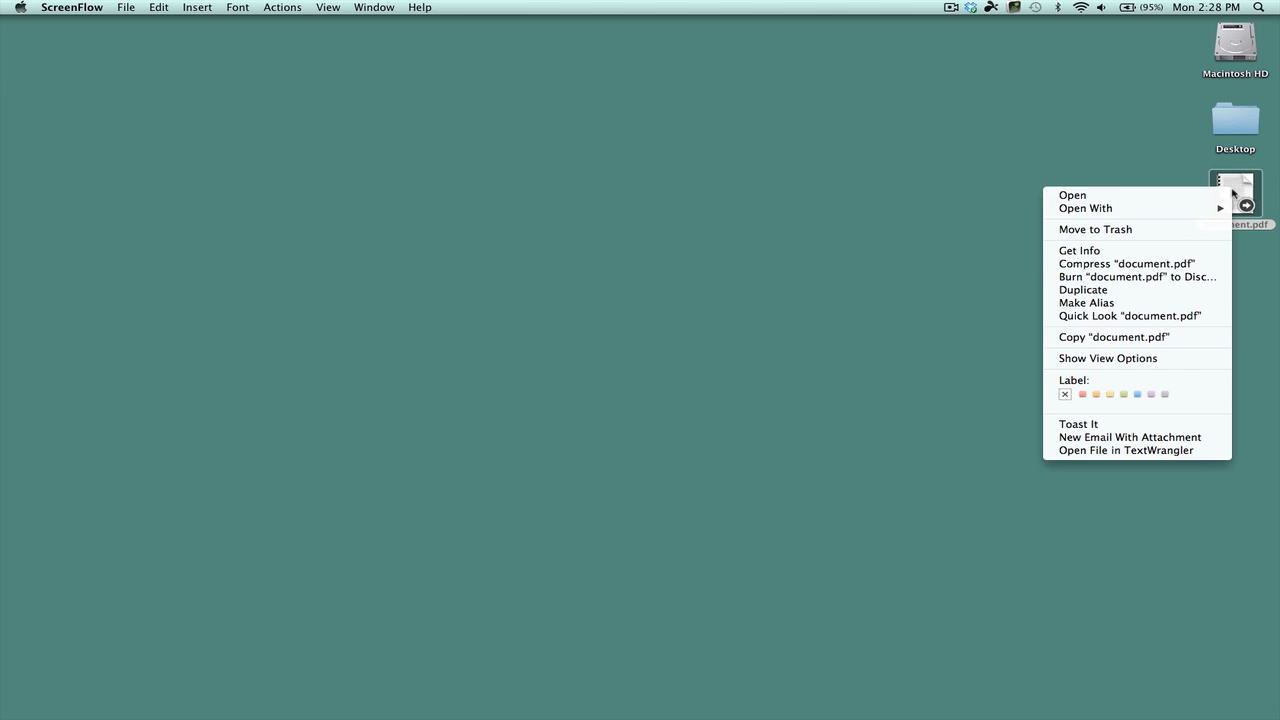 ScreenFlow File Edit Insert Font Actions View Window Help (95%) Mon 2:28 PM
Macintosh HD
Desktop
ent.pdf
Open
Open With
Move to Trash
Get Info
Compress “document.pdf”
Burn “document.pdf” to Disc...
Duplicate
Make Alias
Quick Look “document.pdf”
Copy “document.pdf”
Show View Options
Label:
Toast It
New Email With Attachment
Open File in TextWrangler